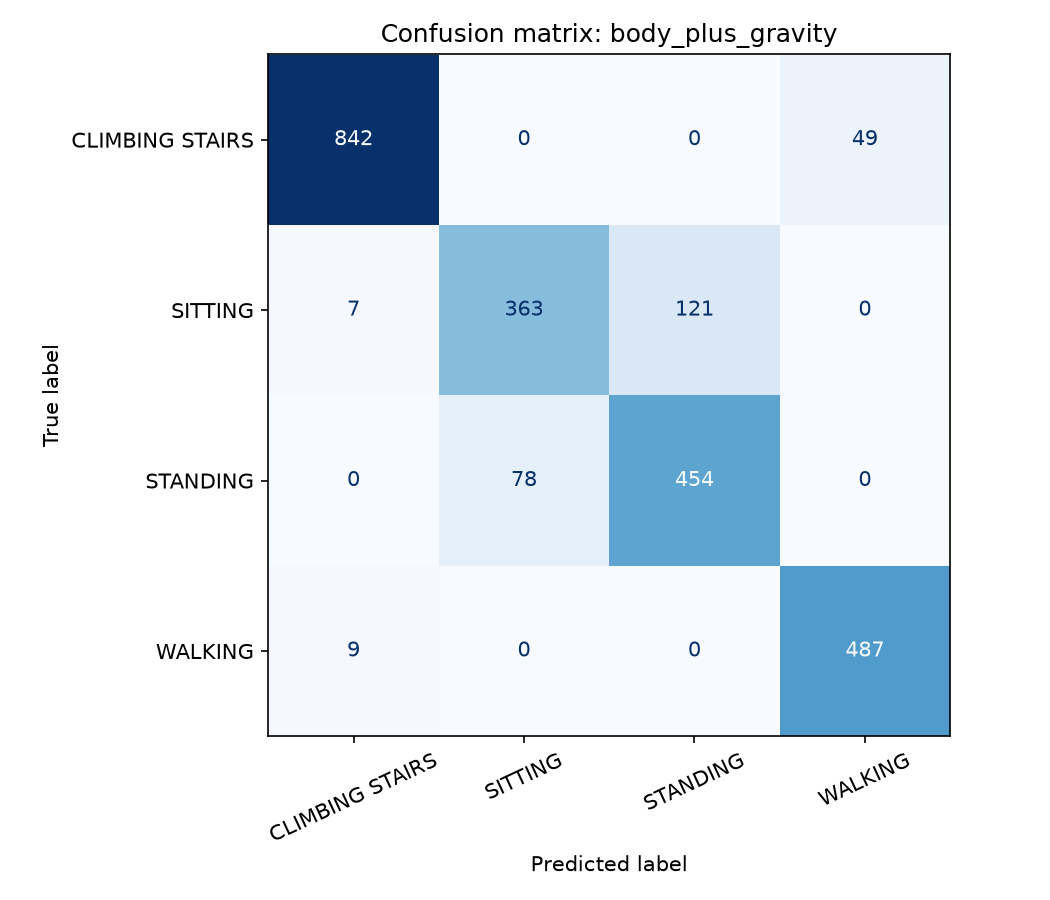 Confusion matrix: body_plus_gravity
True label
CLIMBING STAIRS 842 0 0 49
SITTING 7 363 121 0
STANDING 0 78 454 0
WALKING 9 0 0 487
CLIMBING STAIRS SITTING STANDING WALKING
Predicted label